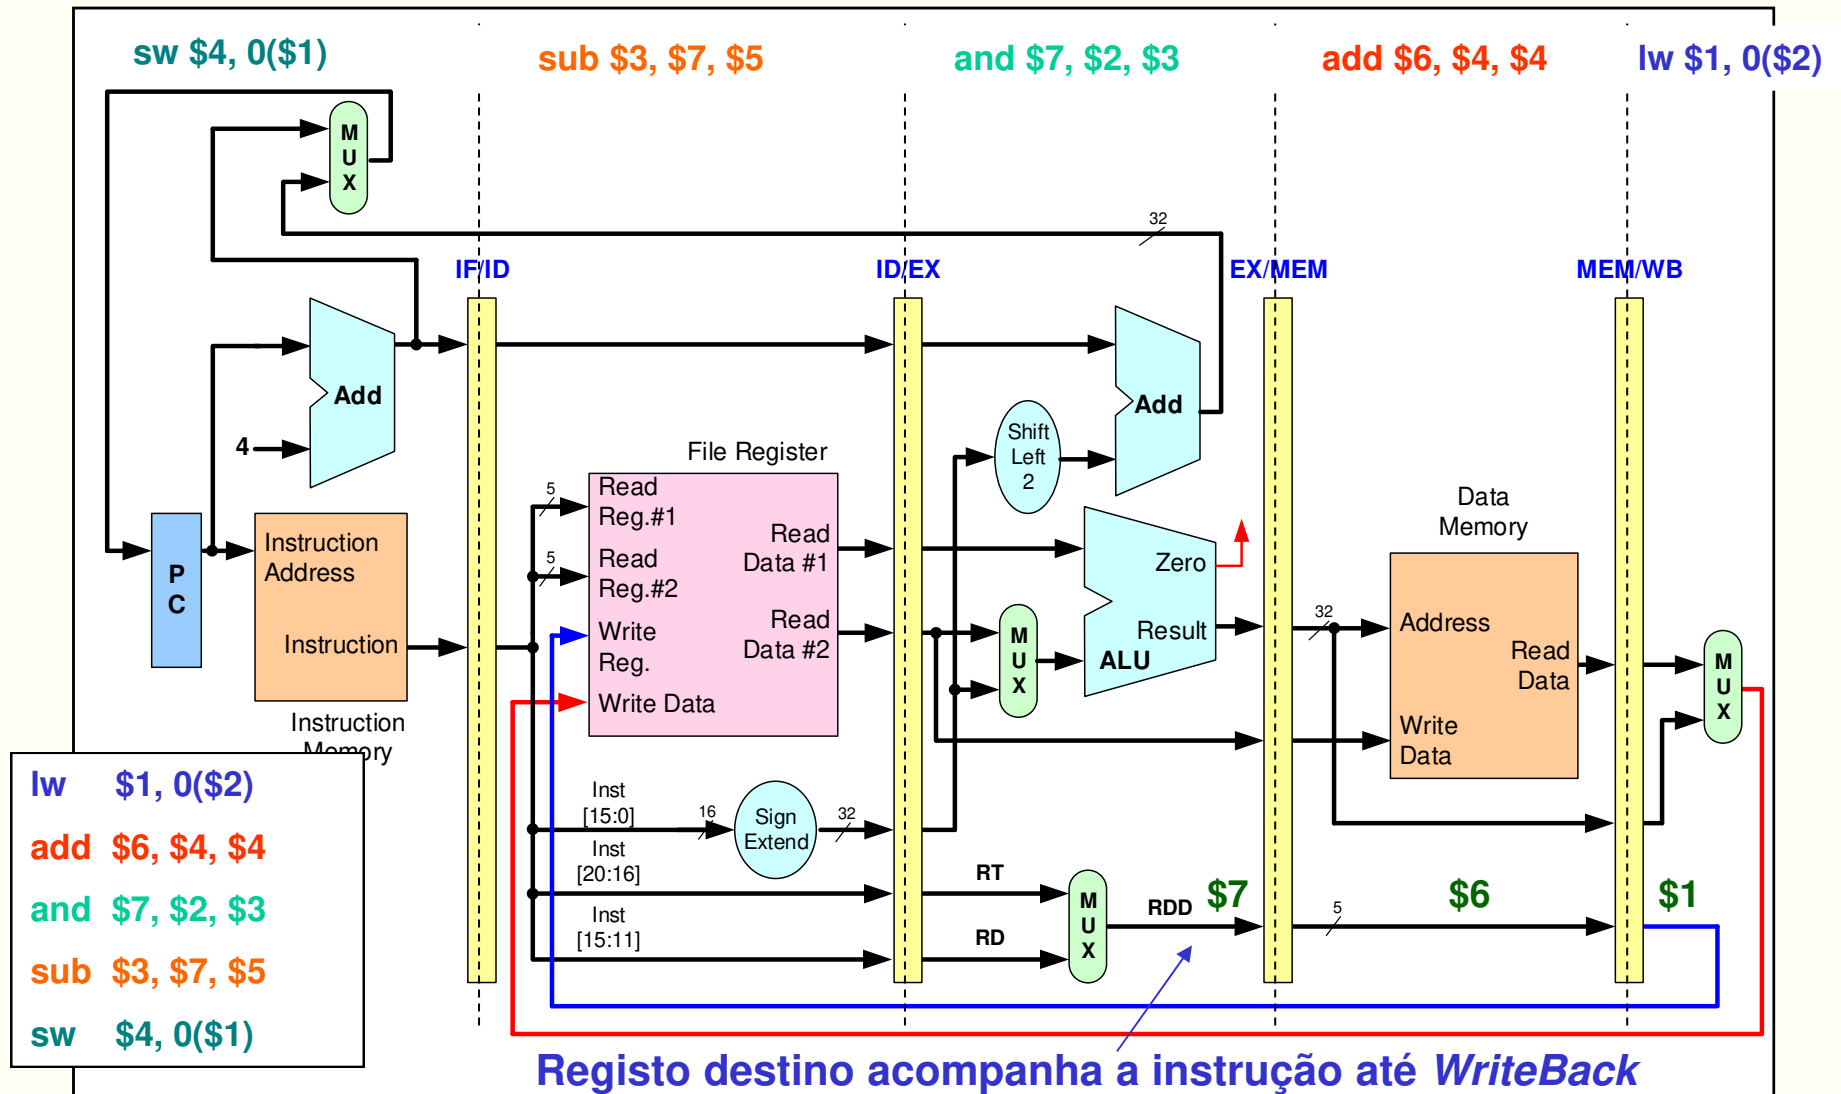 sw $4, 0($1)
sub $3, $7, $5
and $7, $2, $3
add $6, $4, $4
lw $1, 0($2)
M
U
X
32
IF/ID
ID/EX
EX/MEM
MEM/WB
Add
4
Add
Shift
Left
2
File Register
Read
Reg.#1
5
Read
Reg.#2
5
Write
Reg.
Write Data
Read
Data #1
Read
Data #2
P
C
Instruction
Address
Instruction
Instruction
Memory
M
U
X
Zero
Result
ALU
Data
Memory
32
Address
Read
Data
Write
Data
M
U
X
Inst
[15:0]
16
Sign
Extend
32
Inst
[20:16]
Inst
[15:11]
RT
RD
M
U
X
RDD
$7
5
$6
$1
lw $1, 0($2)
add $6, $4, $4
and $7, $2, $3
sub $3, $7, $5
sw $4, 0($1)
Registo destino acompanha a instrução até WriteBack